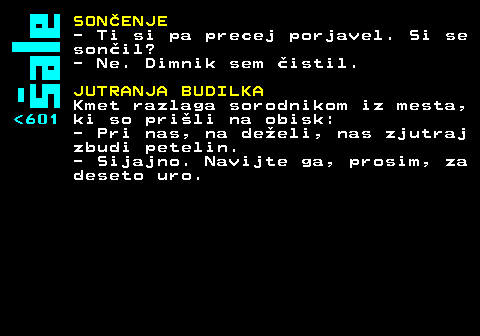 Šale
<601
SONČENJE
- Ti si pa precej porjavel. Si se
sončil?
- Ne. Dimnik sem čistil.
JUTRANJA BUDILKA
Kmet razlaga sorodnikom iz mesta,
ki so prišli na obisk:
- Pri nas, na deželi, nas zjutraj
zbudi petelin.
- Sijajno. Navijte ga, prosim, za
deseto uro.